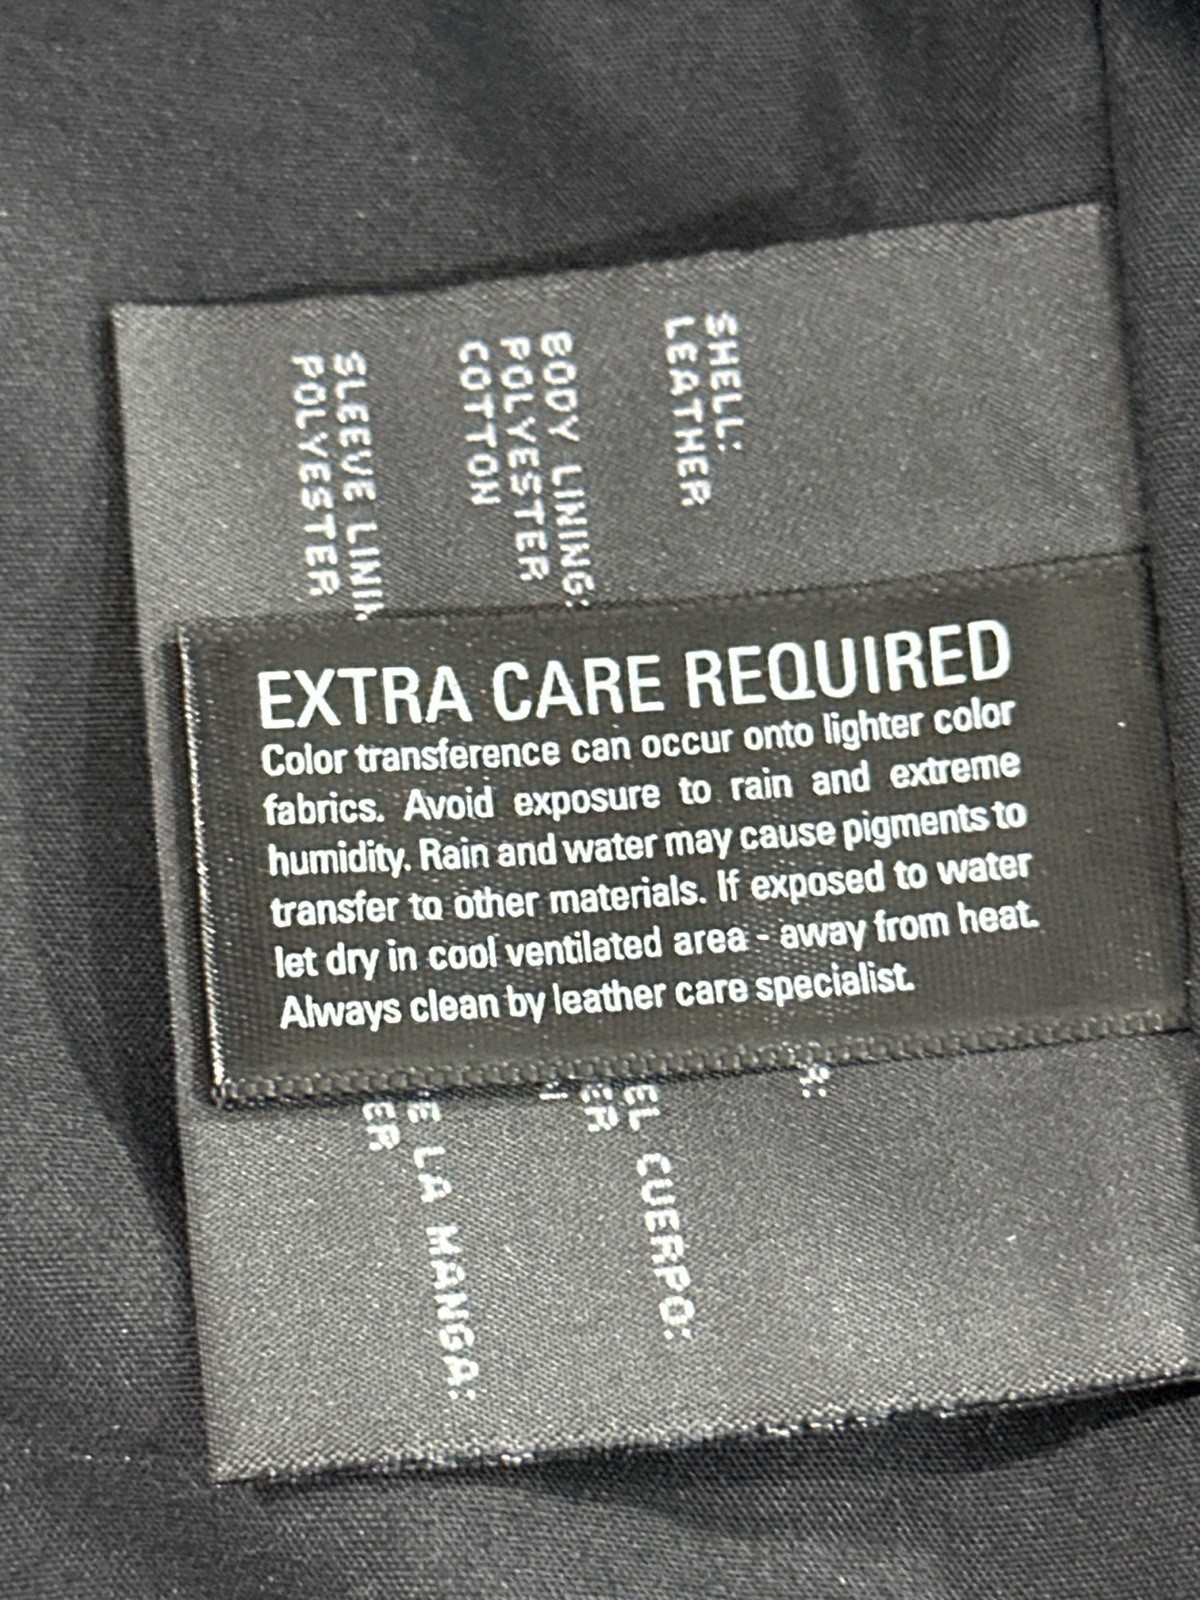 SHELL:
LEATHER
BODY LINING:
POLYESTER
COTTON
SLEEVE
POLYESTER
EXTRA CARE REQUIRED
Color transference can occur onto lighter color
fabrics. Avoid exposure to rain and extreme
humidity. Rain and water may cause pigments to
transfer to other materials. If exposed to water
let dry in cool ventilated area - away from heat.
Always clean by leather care specialist.
EL CUERPO:
LA MANGA: